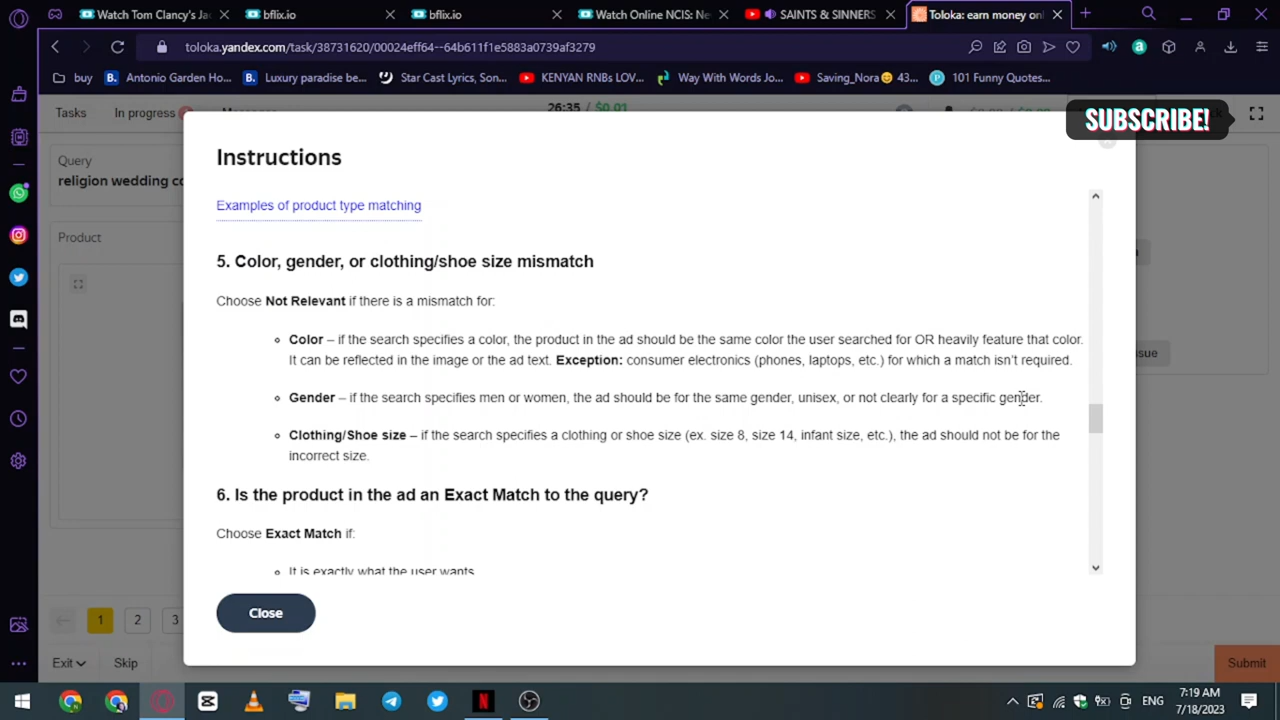 Watch Tom Clancy's Ja
bflix.io
bflix.io
Watch Online NCIS: Ne
SAINTS & SINNERS
Toloka: earn money onl
toloka.yandex.com/task/38731620/00024eff64--64b611f1e5883a0739af3279
buy
Antonio Garden Ho...
Luxury paradise be...
Star Cast Lyrics, Son...
KENYAN RNBs LOV...
Way With Words Jo...
Saving_Nora 43...
101 Funny Quotes...
Tasks
In progress
26:35 / $0.01
SUBSCRIBE!
Query
religion wedding co
Product
Instructions
Examples of product type matching
5. Color, gender, or clothing/shoe size mismatch
Choose Not Relevant if there is a mismatch for:
Color – if the search specifies a color, the product in the ad should be the same color the user searched for OR heavily feature that color.
It can be reflected in the image or the ad text. Exception: consumer electronics (phones, laptops, etc.) for which a match isn't required.
Gender – if the search specifies men or women, the ad should be for the same gender, unisex, or not clearly for a specific gender.
Clothing/Shoe size – if the search specifies a clothing or shoe size (ex. size 8, size 14, infant size, etc.), the ad should not be for the
incorrect size.
6. Is the product in the ad an Exact Match to the query?
Choose Exact Match if:
It is exactly what the user wants
Close
1
2
3
Exit
Skip
Submit
ENG
7:19 AM
7/18/2023